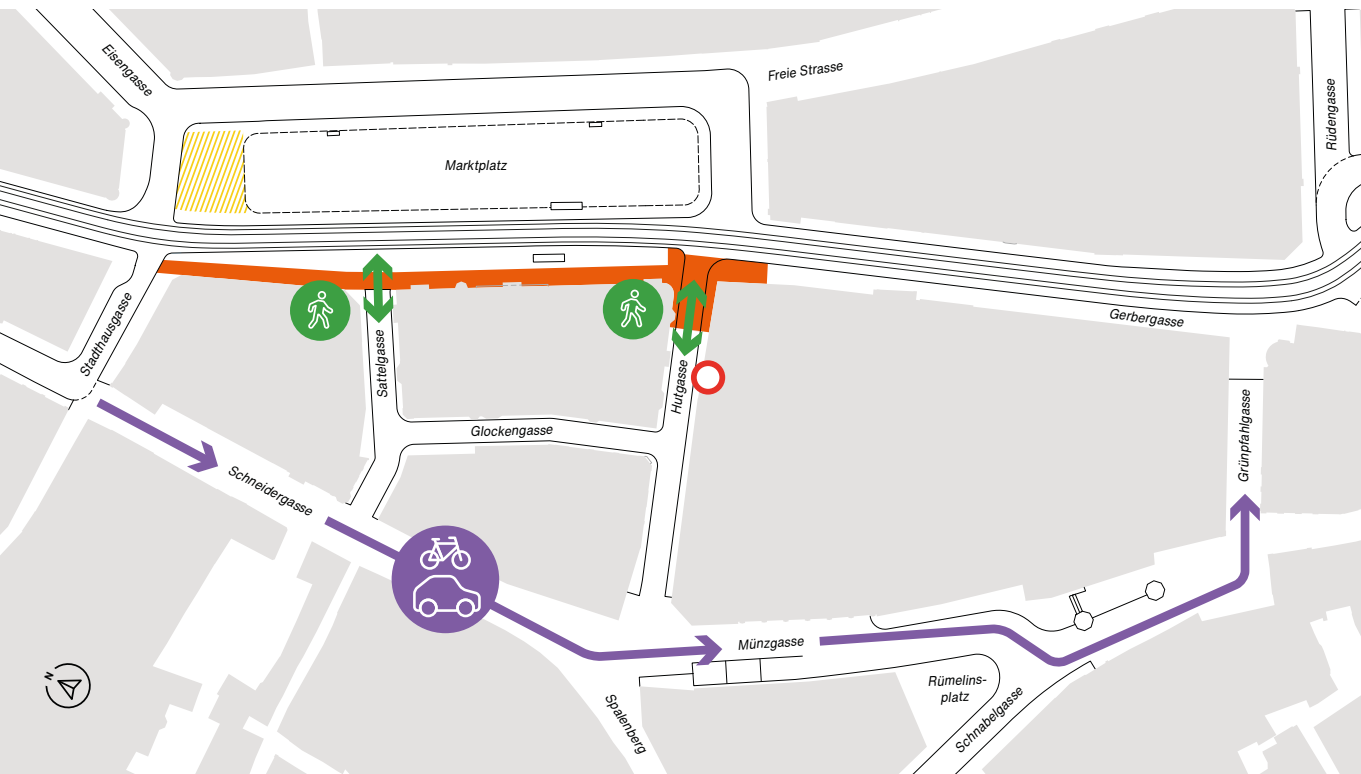 Eisengasse
Freie Strasse
Rüdengasse
Marktplatz
Stadthausgasse
Sattelgasse
Hutgasse
Gerbergasse
Glockengasse
Grünpfahlgasse
Schneidergasse
Münzgasse
Rümelins-
platz
Schnabelgasse
Spalenberg
N